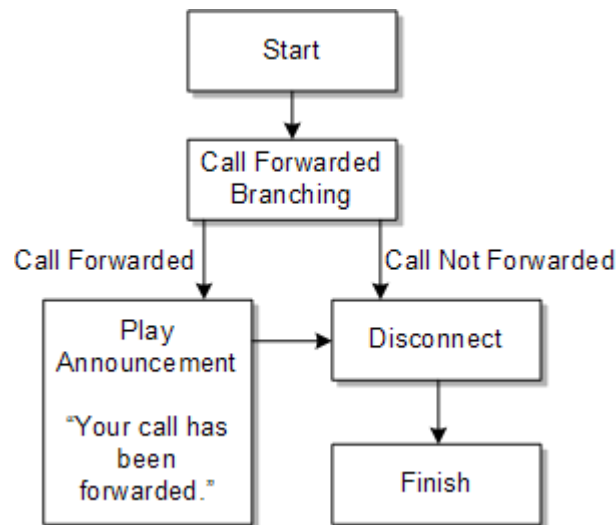 Start
Call Forwarded
Branching
Call Forwarded
Call Not Forwarded
Play
Announcement
“Your call has
been
forwarded.”
Disconnect
Finish